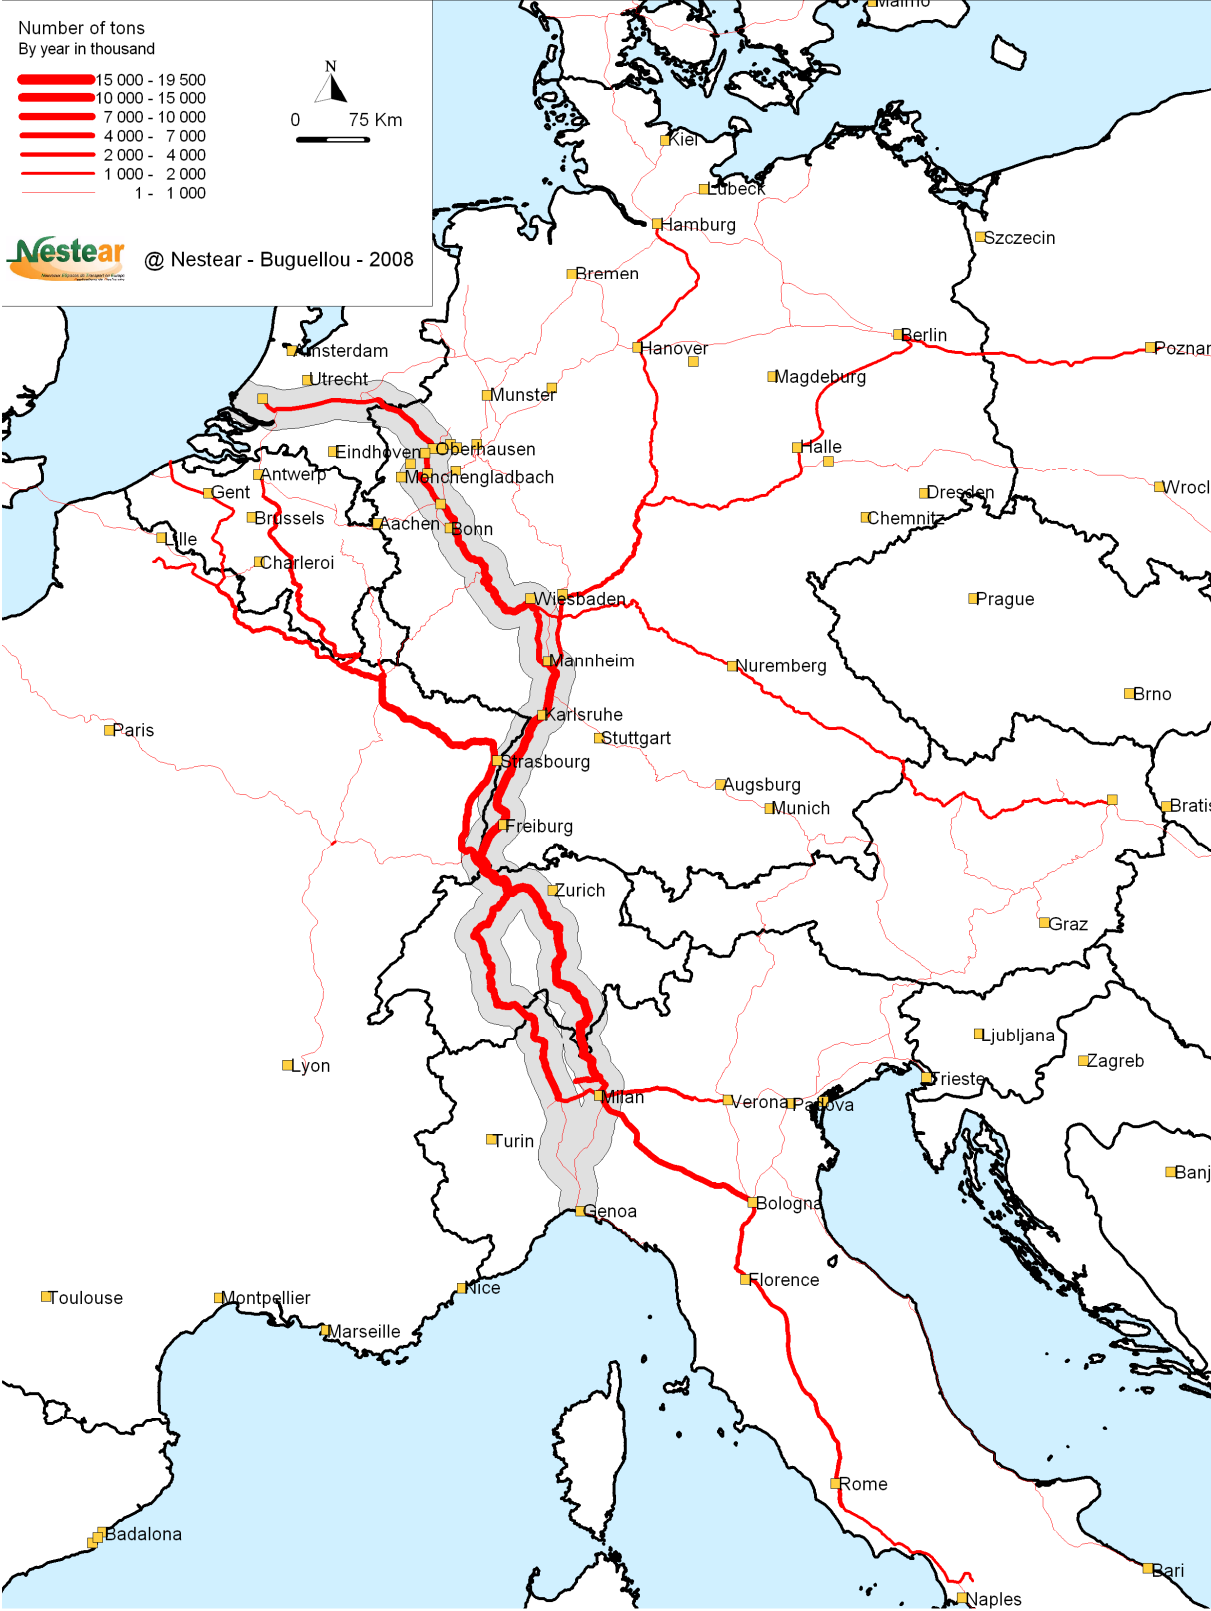 Number of tons
By year in thousand
15 000 - 19 500
10 000 - 15 000
7 000 - 10 000
4 000 - 7 000
2 000 - 4 000
1 000 - 2 000
1 - 1 000
N
0 75 Km
Nestear
@ Nestear - Buguellou - 2008
Malmo
Kiel
Lubeck
Hamburg
Szczecin
Bremen
Berlin
Amsterdam
Hanover
Poznan
Utrecht
Magdeburg
Munster
Eindhoven
Oberhausen
Halle
Antwerp
Monchengladbach
Gent
Dresden
Wrocl
Brussels
Aachen
Bonn
Chemnitz
Lille
Charleroi
Wiesbaden
Prague
Mannheim
Nuremberg
Brno
Karlsruhe
Paris
Stuttgart
Strasbourg
Augsburg
Munich
Bratis
Freiburg
Zurich
Graz
Ljubljana
Zagreb
Lyon
Trieste
Milan
Verona
Padova
Turin
Banj
Bologna
Genoa
Florence
Nice
Toulouse
Montpellier
Marseille
Rome
Badalona
Bari
Naples